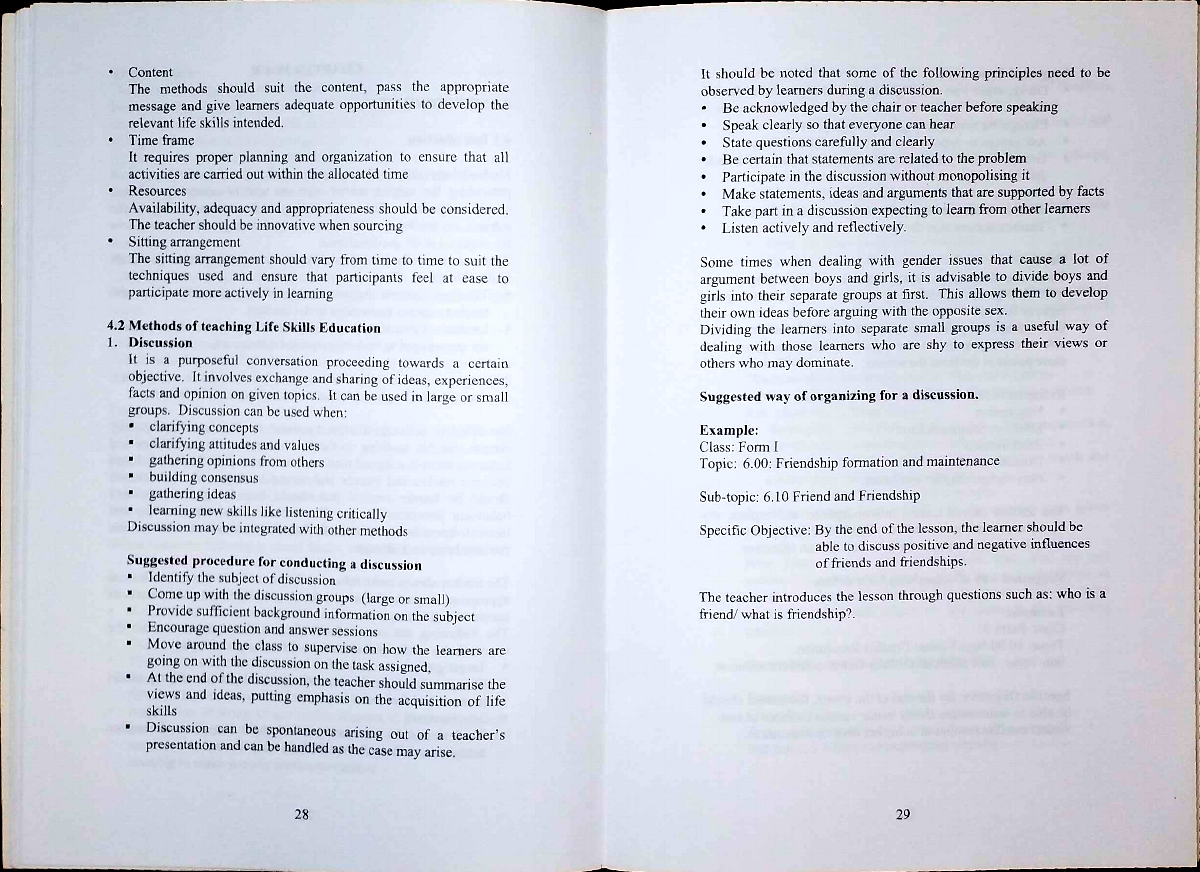 • Content
The methods should suit the content, pass the appropriate
message and give learners adequate opportunities to develop the
relevant life skills intended.
• Time frame
It requires proper planning and organization to ensure that all
activities are carried out within the allocated time
• Resources
Availability, adequacy and appropriateness should be considered.
The teacher should be innovative when sourcing
• Sitting arrangement
The sitting arrangement should vary from time to time to suit the
techniques used and ensure that participants feel at ease to
participate more actively in learning
4.2 Methods of teaching Life Skills Education
1. Discussion
It is a purposeful conversation proceeding towards a certain
objective. It involves exchange and sharing of ideas, experiences,
facts and opinion on given topics. It can be used in large or small
groups. Discussion can be used when:
▪ clarifying concepts
▪ clarifying attitudes and values
▪ gathering opinions from others
▪ building consensus
▪ gathering ideas
▪ learning new skills like listening critically
Discussion may be integrated with other methods
Suggested procedure for conducting a discussion
▪ Identify the subject of discussion
▪ Come up with the discussion groups (large or small)
▪ Provide sufficient background information on the subject
▪ Encourage question and answer sessions
▪ Move around the class to supervise on how the learners are
going on with the discussion on the task assigned.
▪ At the end of the discussion, the teacher should summarise the
views and ideas, putting emphasis on the acquisition of life
skills
▪ Discussion can be spontaneous arising out of a teacher's
presentation and can be handled as the case may arise.
28
It should be noted that some of the following principles need to be
observed by learners during a discussion.
• Be acknowledged by the chair or teacher before speaking
• Speak clearly so that everyone can hear
• State questions carefully and clearly
• Be certain that statements are related to the problem
• Participate in the discussion without monopolising it
• Make statements, ideas and arguments that are supported by facts
• Take part in a discussion expecting to learn from other learners
• Listen actively and reflectively.
Some times when dealing with gender issues that cause a lot of
argument between boys and girls, it is advisable to divide boys and
girls into their separate groups at first. This allows them to develop
their own ideas before arguing with the opposite sex.
Dividing the learners into separate small groups is a useful way of
dealing with those learners who are shy to express their views or
others who may dominate.
Suggested way of organizing for a discussion.
Example:
Class: Form I
Topic: 6.00: Friendship formation and maintenance
Sub-topic: 6.10 Friend and Friendship
Specific Objective: By the end of the lesson, the learner should be
able to discuss positive and negative influences
of friends and friendships.
The teacher introduces the lesson through questions such as: who is a
friend/ what is friendship?.
29